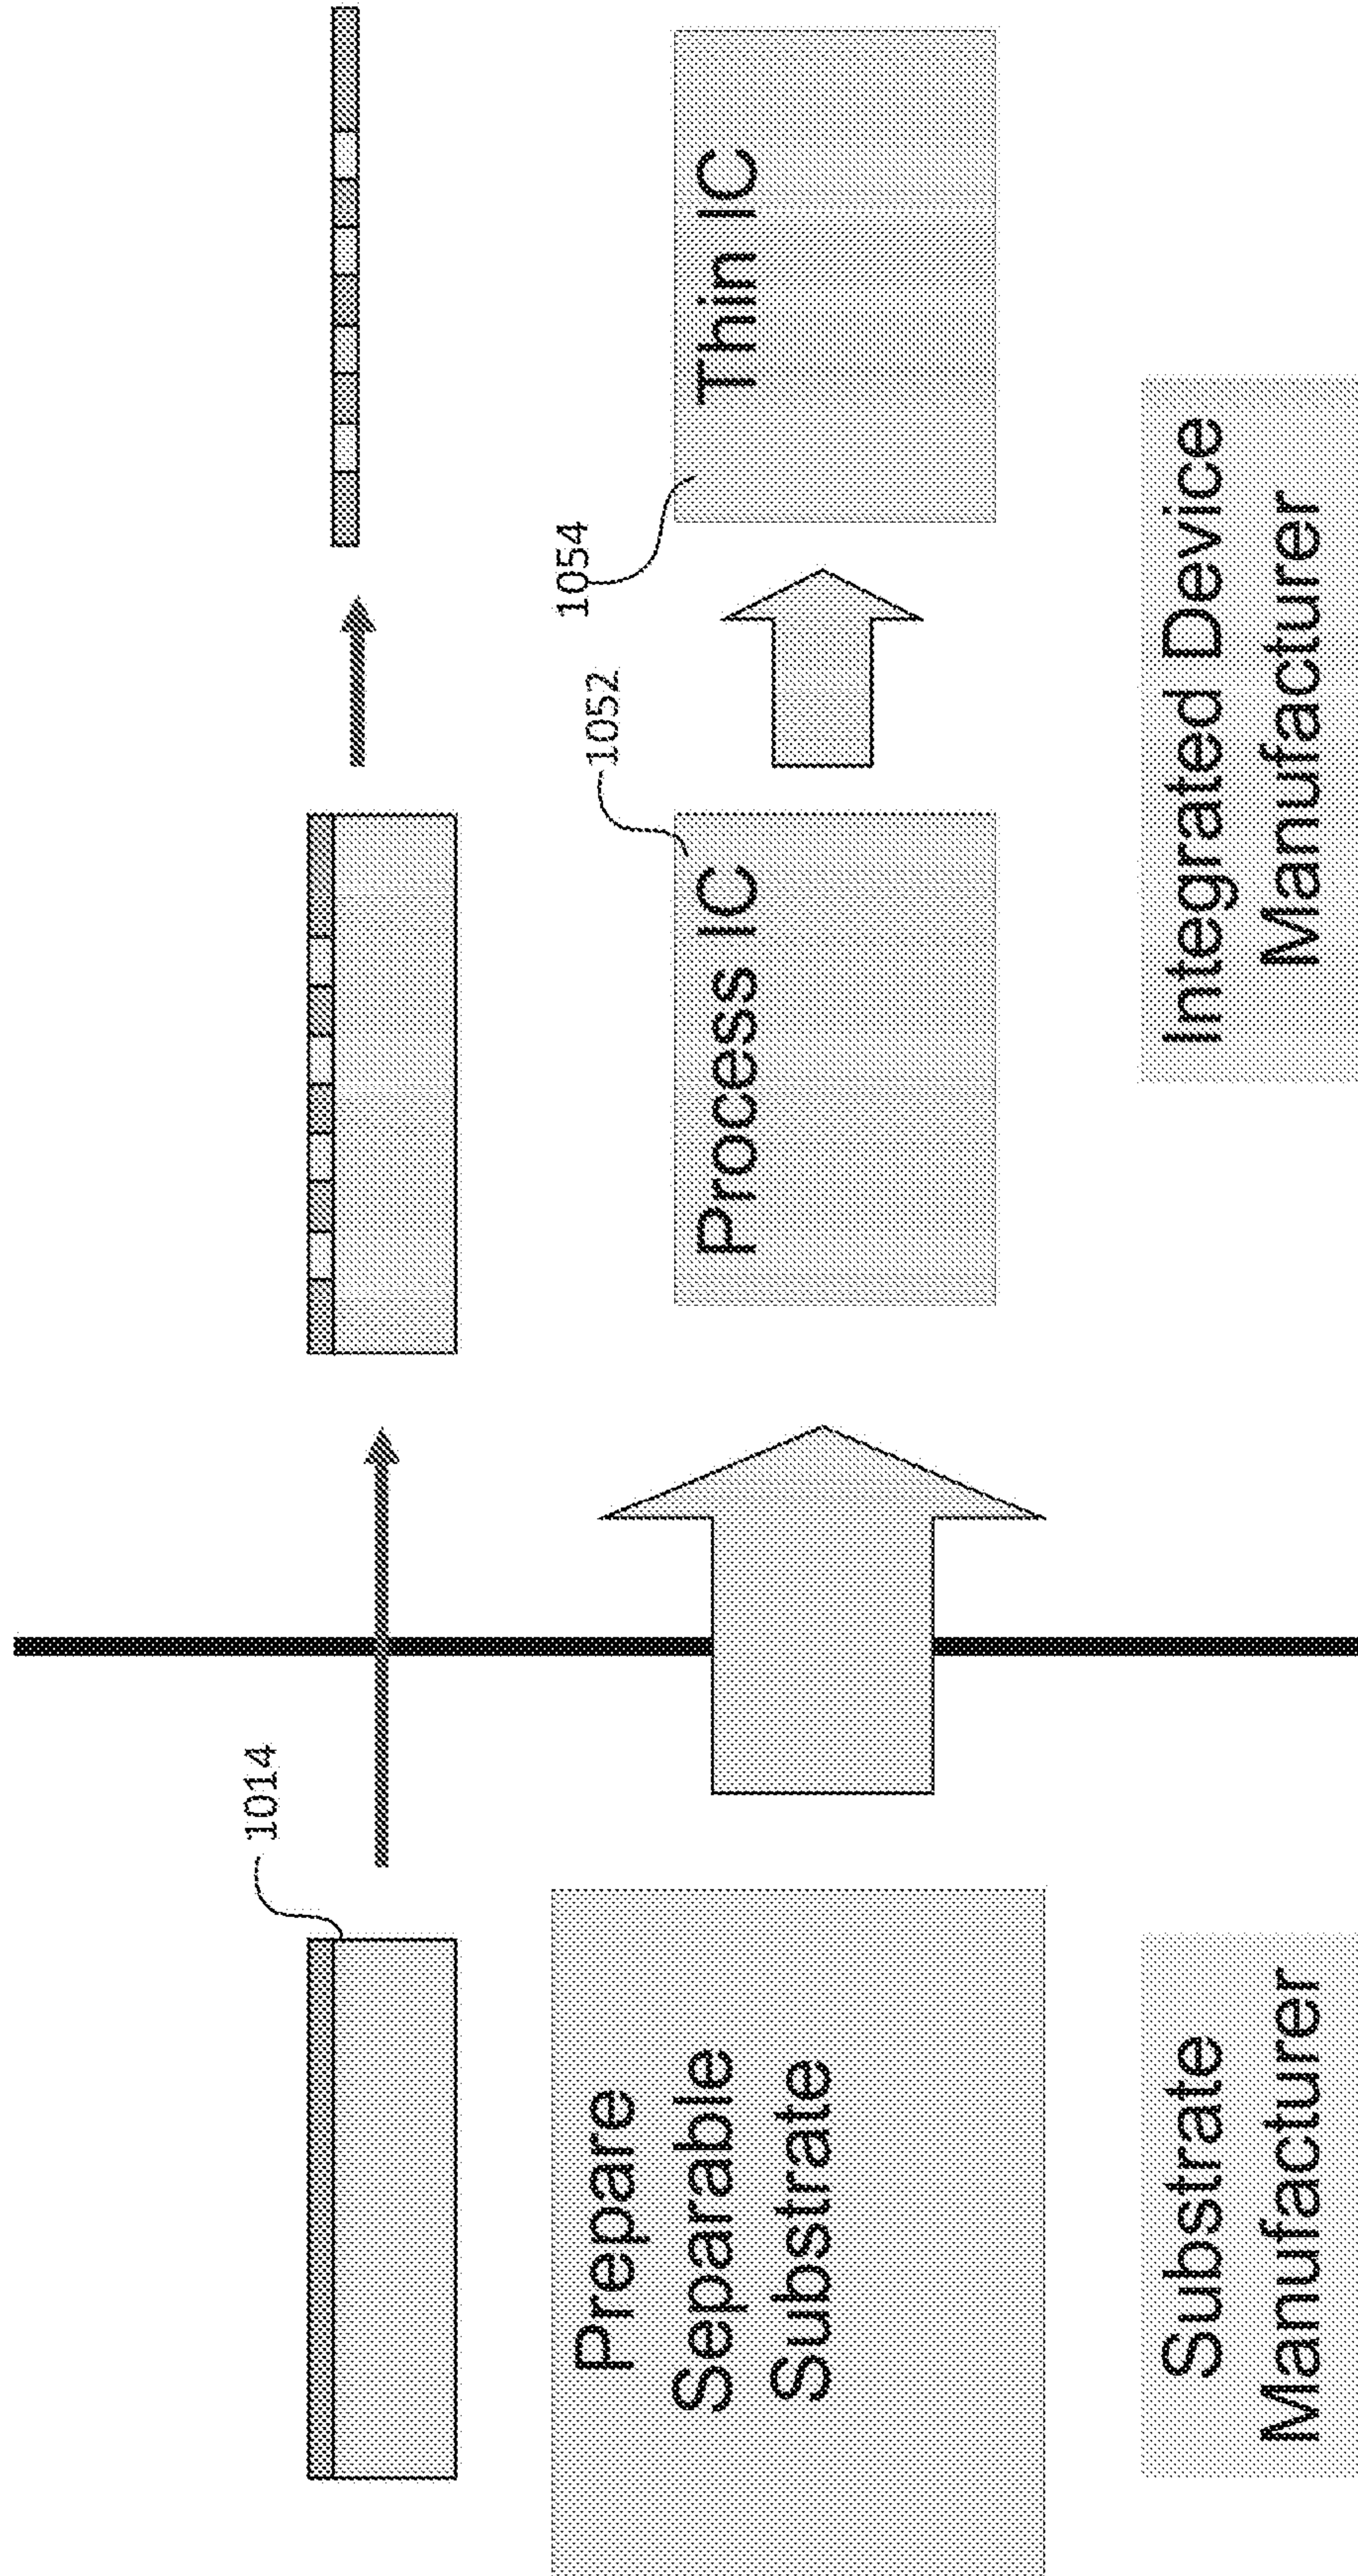 1014
1052
1054
Prepare
Separable
Substrate
Process IC
Thin IC
Substrate
Manufacturer
Integrated Device
Manufacturer